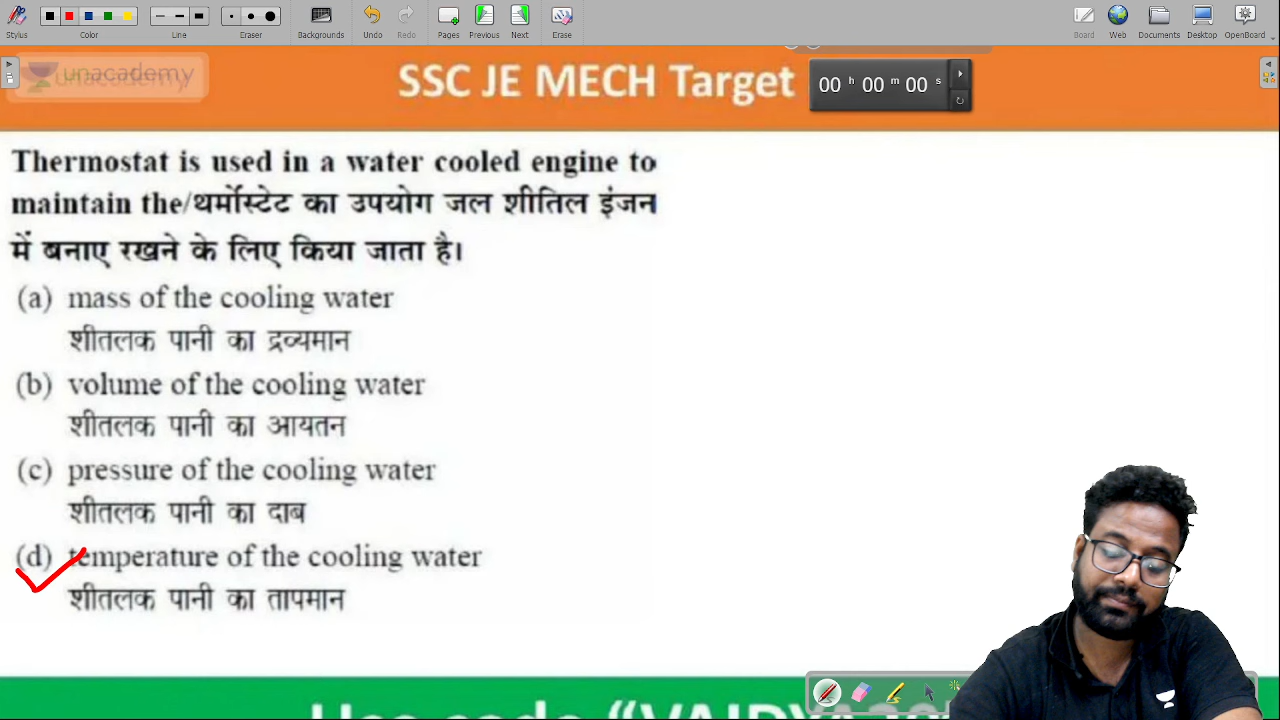 Stylus Color Line Eraser Backgrounds Undo Redo Pages Previous Next Erase Board Web Documents Desktop OpenBoard
unacademy
SSC JE MECH Target
00 h 00 m 00 s
Thermostat is used in a water cooled engine to
maintain the/थर्मोस्टेट का उपयोग जल शीतिल इंजन
में बनाए रखने के लिए किया जाता है।
(a) mass of the cooling water
शीतलक पानी का द्रव्यमान
(b) volume of the cooling water
शीतलक पानी का आयतन
(c) pressure of the cooling water
शीतलक पानी का दाब
(d) temperature of the cooling water
शीतलक पानी का तापमान
Use code “VAIDYA